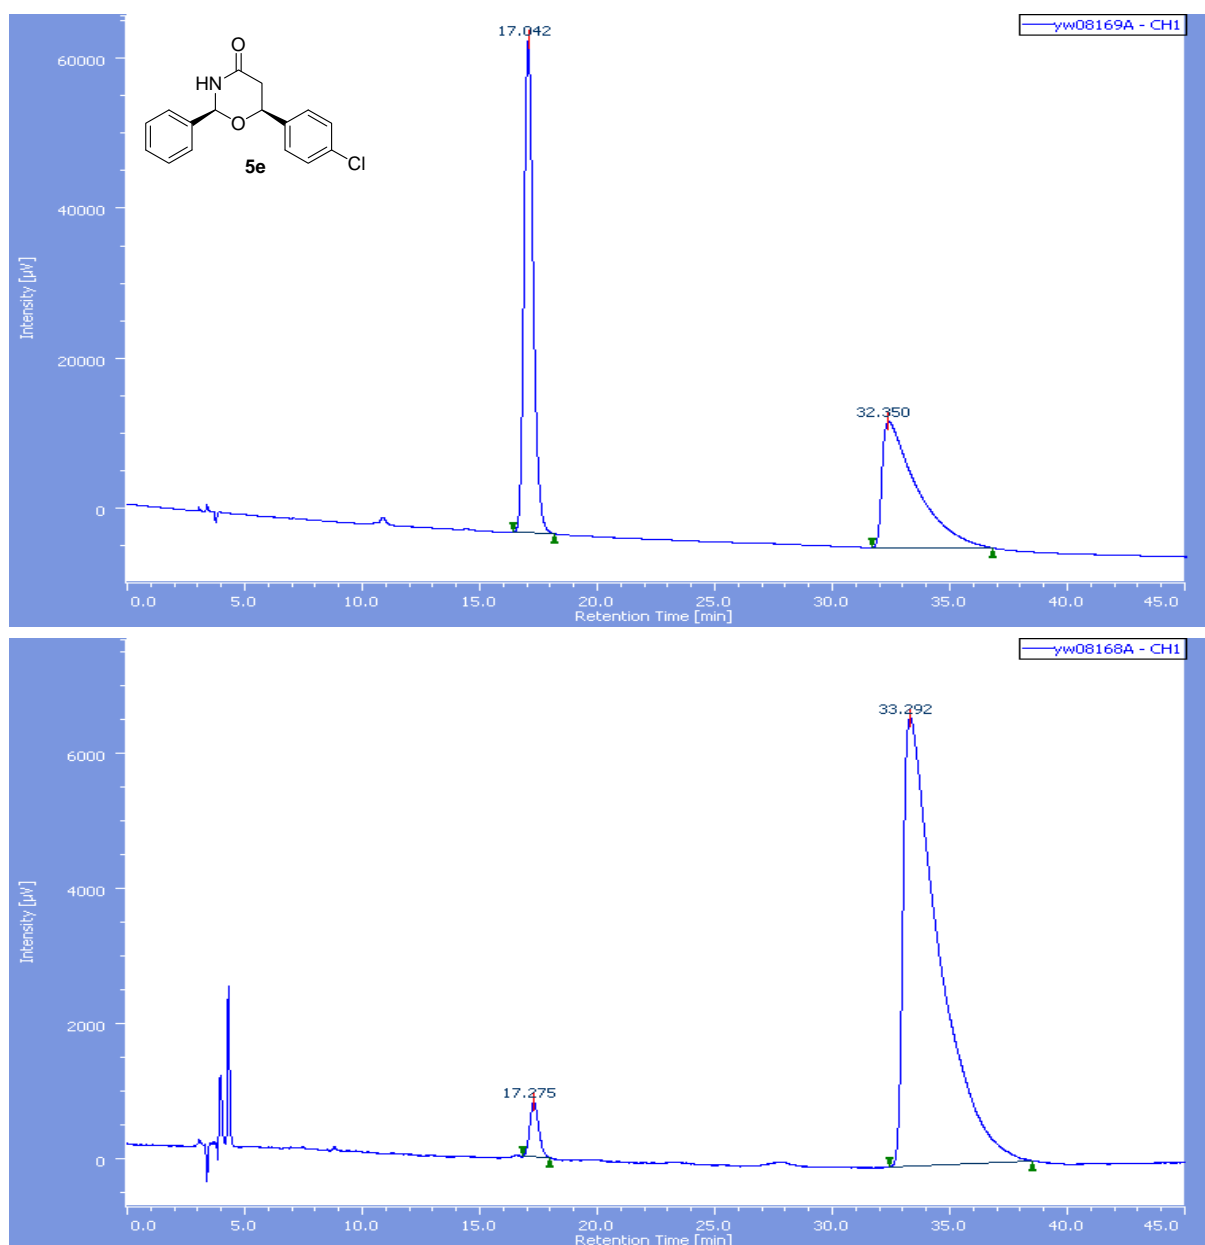 yw08169A - CH1
17.042
60000
O
HN
O
Cl
5e
40000
Intensity [µV]
20000
32.350
0
0.0 5.0 10.0 15.0 20.0 25.0 30.0 35.0 40.0 45.0
Retention Time [min]
yw08168A - CH1
33.292
6000
4000
Intensity [µV]
2000
17.275
0
0.0 5.0 10.0 15.0 20.0 25.0 30.0 35.0 40.0 45.0
Retention Time [min]